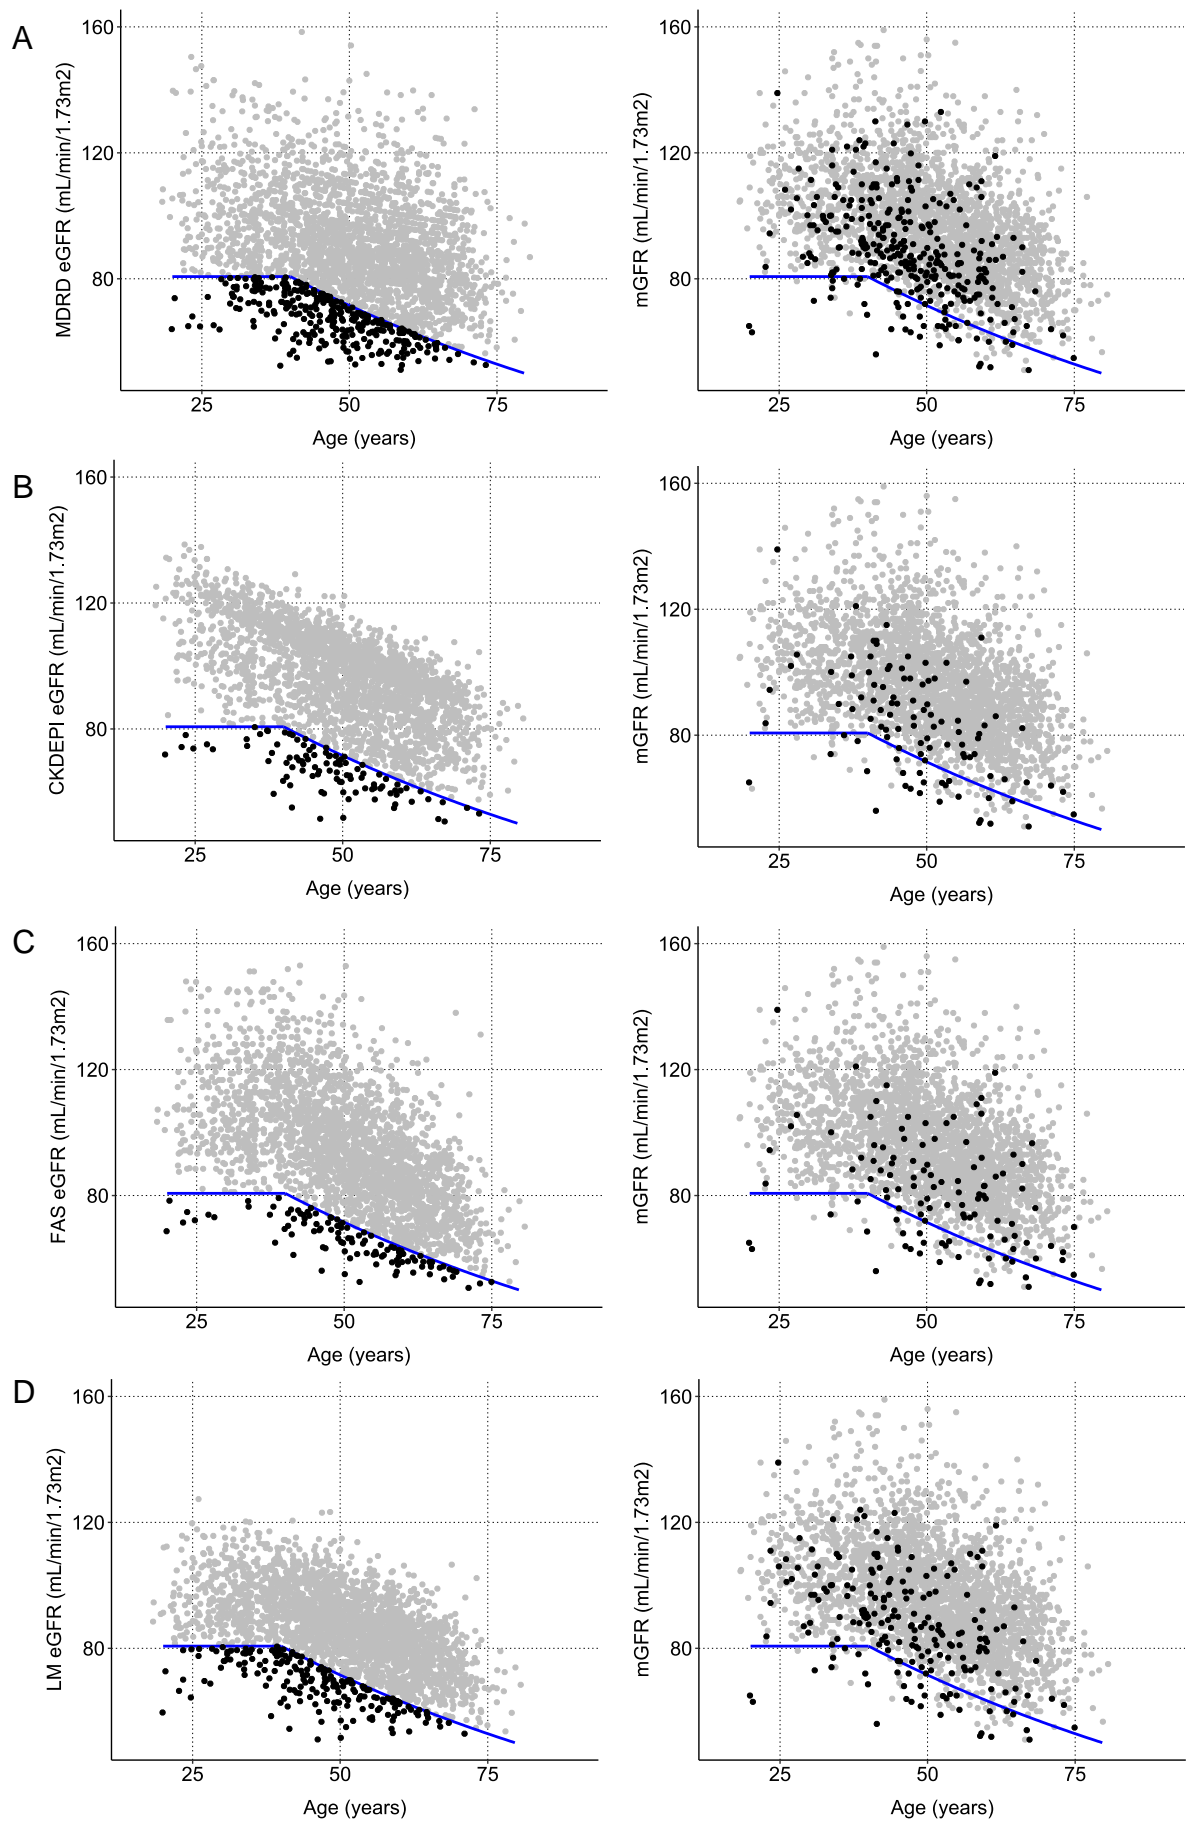 A
MDRD eGFR (mL/min/1.73m2)
160
120
80
25 50 75
Age (years)
mGFR (mL/min/1.73m2)
160
120
80
25 50 75
Age (years)
B
CKDEPI eGFR (mL/min/1.73m2)
160
120
80
25 50 75
Age (years)
mGFR (mL/min/1.73m2)
160
120
80
25 50 75
Age (years)
C
FAS eGFR (mL/min/1.73m2)
160
120
80
25 50 75
Age (years)
mGFR (mL/min/1.73m2)
160
120
80
25 50 75
Age (years)
D
LM eGFR (mL/min/1.73m2)
160
120
80
25 50 75
Age (years)
mGFR (mL/min/1.73m2)
160
120
80
25 50 75
Age (years)